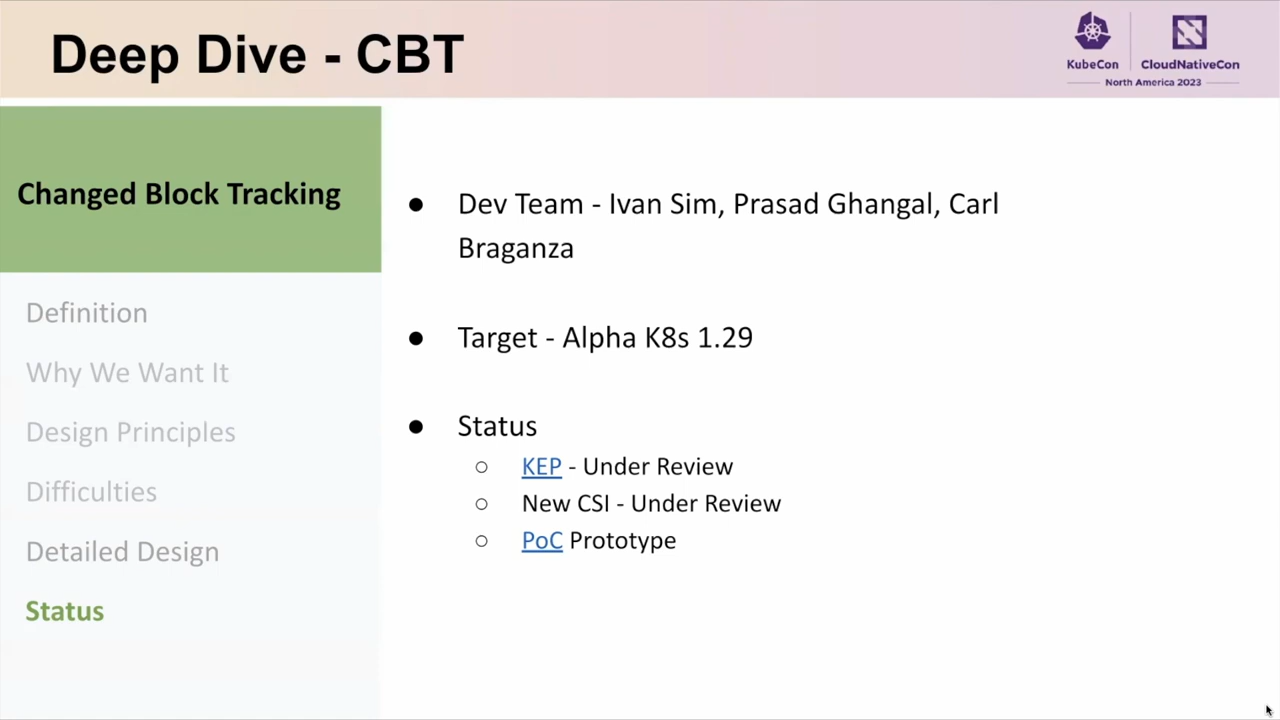 Deep Dive - CBT
KubeCon
CloudNativeCon
North America 2023
Changed Block Tracking
Definition
Why We Want It
Design Principles
Difficulties
Detailed Design
Status
● Dev Team - Ivan Sim, Prasad Ghangal, Carl
Braganza
● Target - Alpha K8s 1.29
● Status
○ KEP - Under Review
○ New CSI - Under Review
○ PoC Prototype